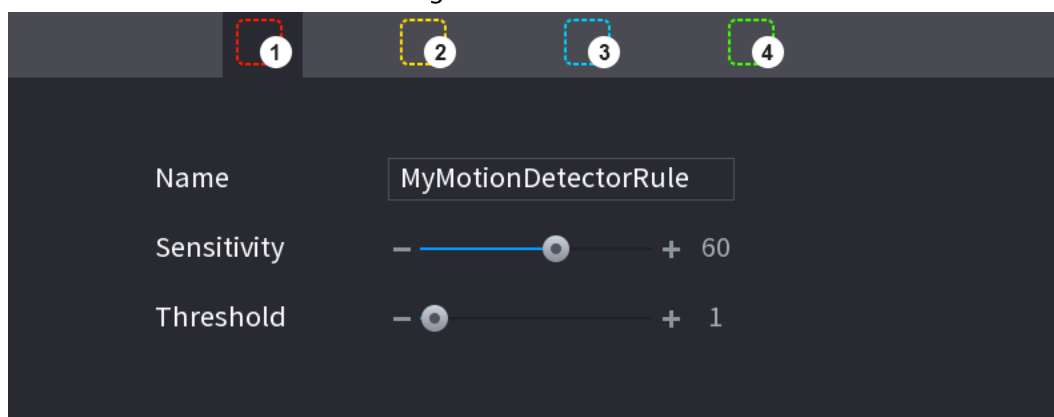 1 2 3 4
Name MyMotionDetectorRule
Sensitivity − + 60
Threshold − + 1